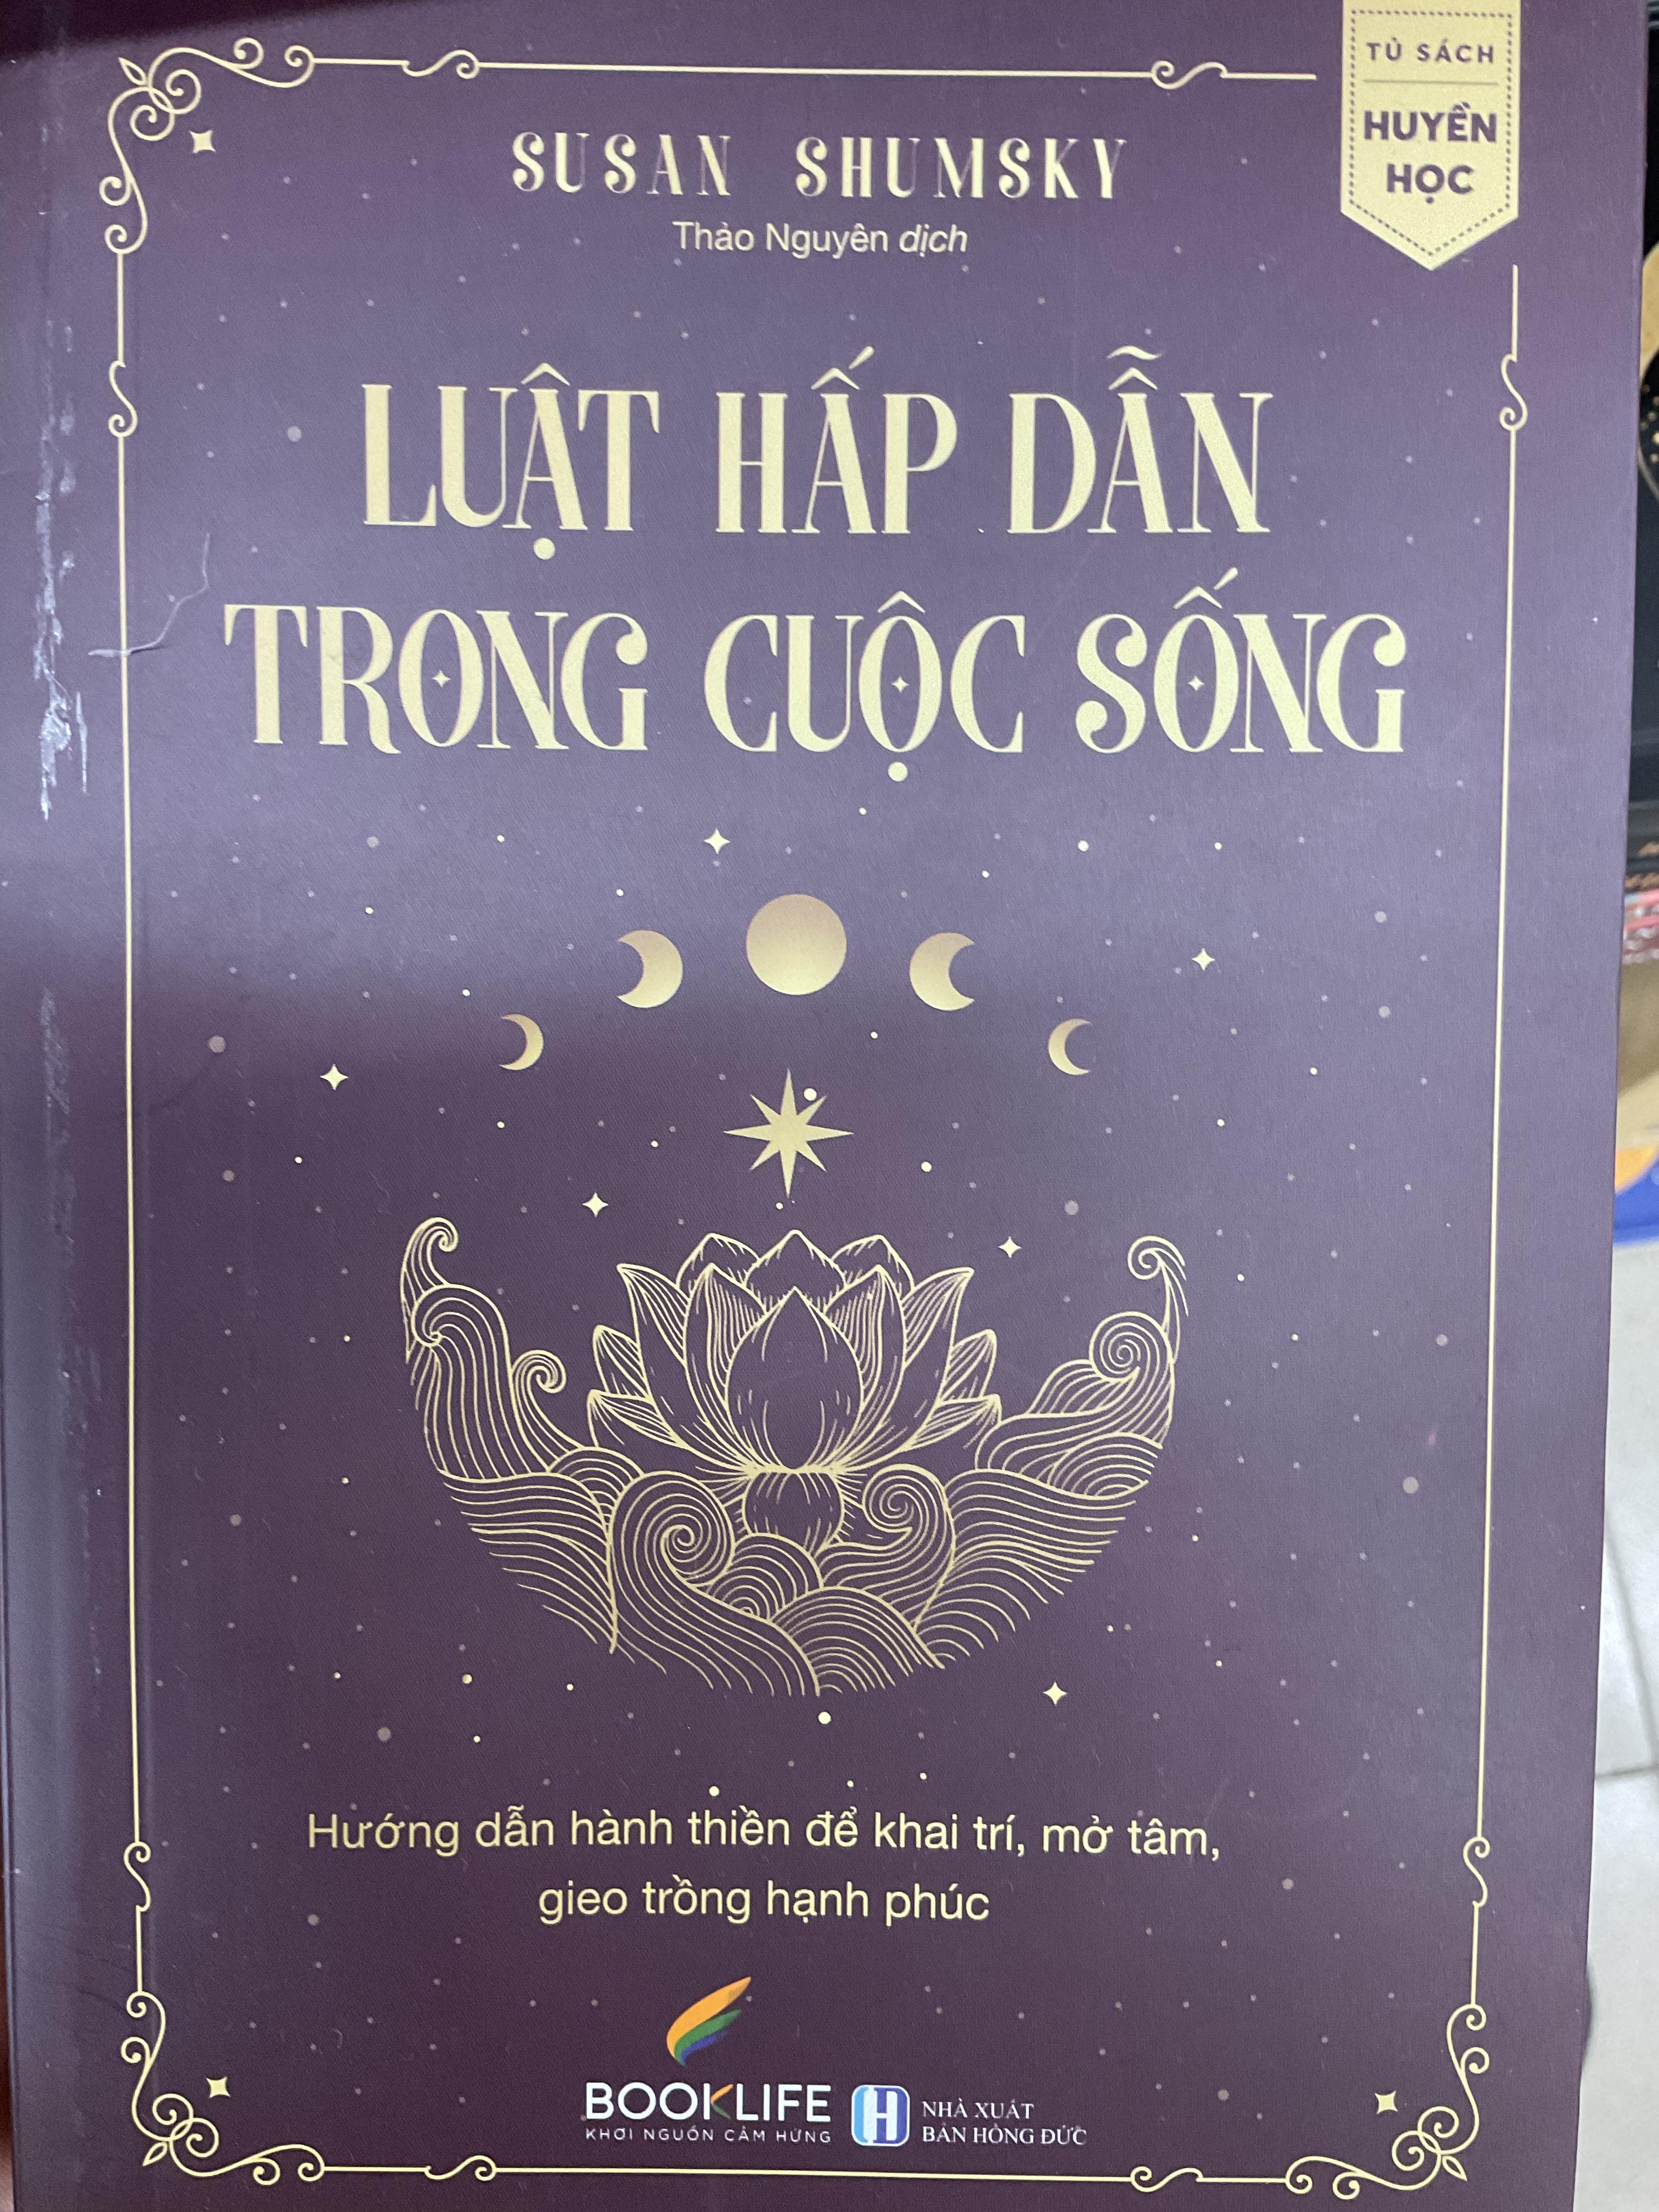 TỦ SÁCH
HUYỀN
HỌC
SUSAN SHUMSKY
Thảo Nguyên dịch
LUẬT HẤP DẪN
TRONG CUỘC SỐNG
Hướng dẫn hành thiền để khai trí, mở tâm,
gieo trồng hạnh phúc
BOOKLIFE
KHƠI NGUỒN CẢM HỨNG
NHÀ XUẤT
BẢN HỒNG ĐỨC